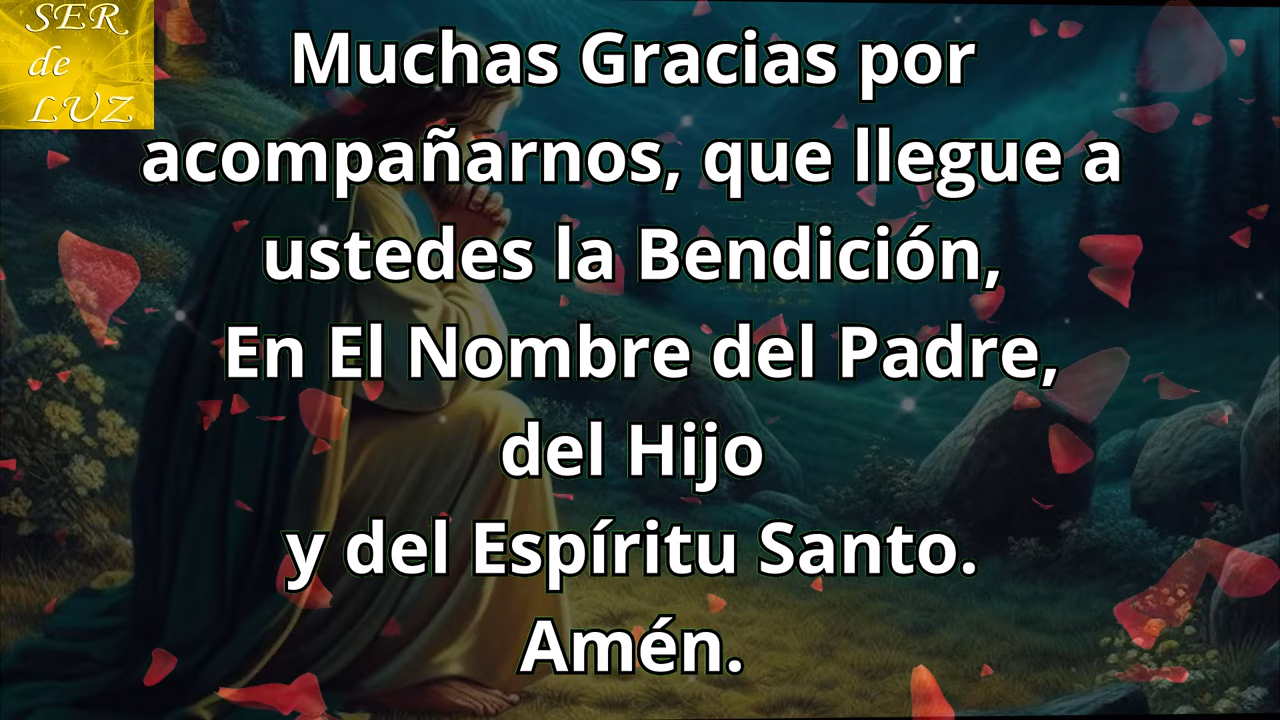 SER
de
LUZ
Muchas Gracias por
acompañarnos, que llegue a
ustedes la Bendición,
En El Nombre del Padre,
del Hijo
y del Espíritu Santo.
Amén.